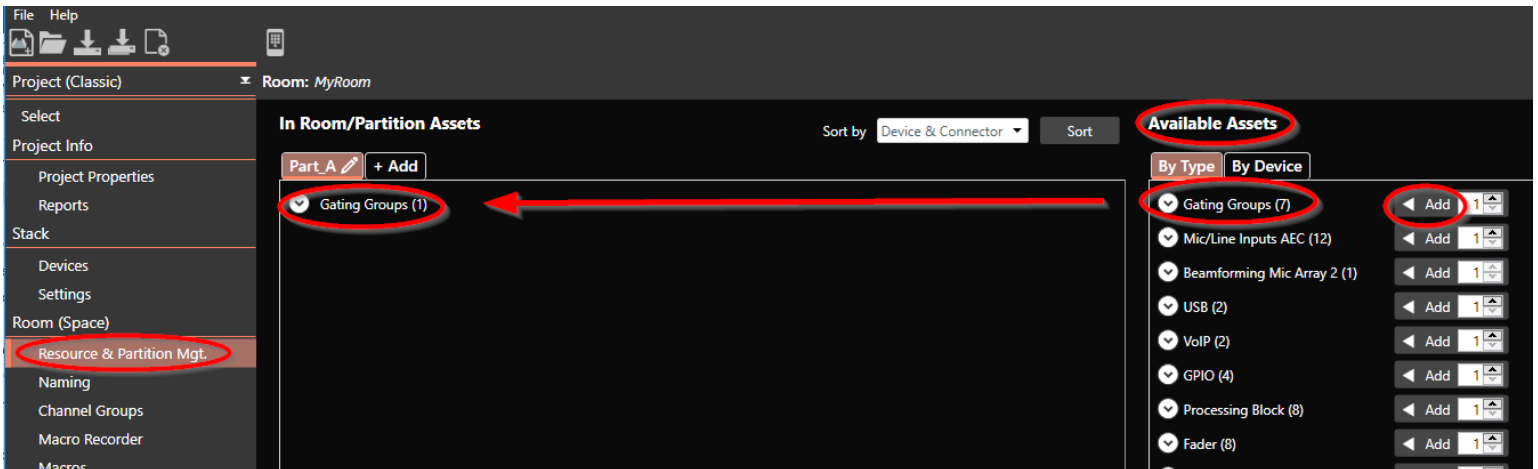 File Help
Project (Classic)
Room: MyRoom
Select
Project Info
Project Properties
Reports
Stack
Devices
Settings
Room (Space)
Resource & Partition Mgt.
Naming
Channel Groups
Macro Recorder
Macros
In Room/Partition Assets
Sort by Device & Connector Sort
Part_A + Add
Gating Groups (1)
Available Assets
By Type By Device
Gating Groups (7) Add 1
Mic/Line Inputs AEC (12) Add 1
Beamforming Mic Array 2 (1) Add 1
USB (2) Add 1
VoIP (2) Add 1
GPIO (4) Add 1
Processing Block (8) Add 1
Fader (8) Add 1